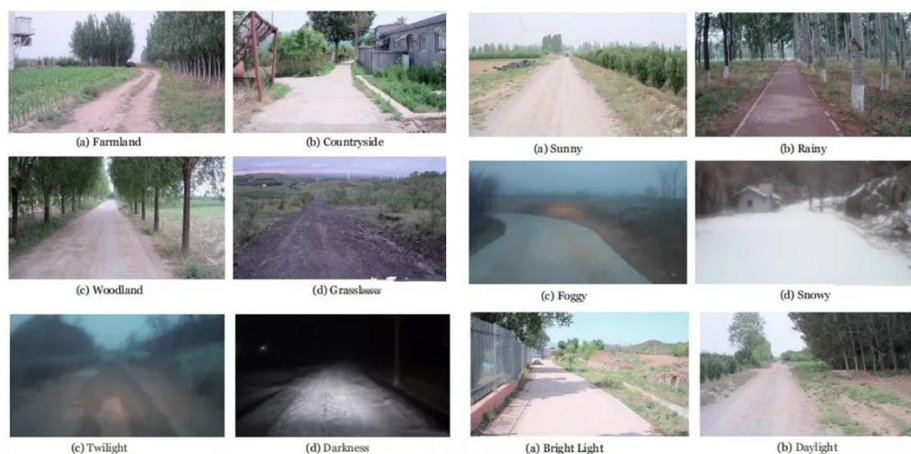 (a) Farmland
(b) Countryside
(a) Sunny
(b) Rainy
(c) Woodland
(d)
(c) Foggy
(d) Snowy
(c) Twilight
(d) Darkness
(a) Bright Light
(b) Daylight